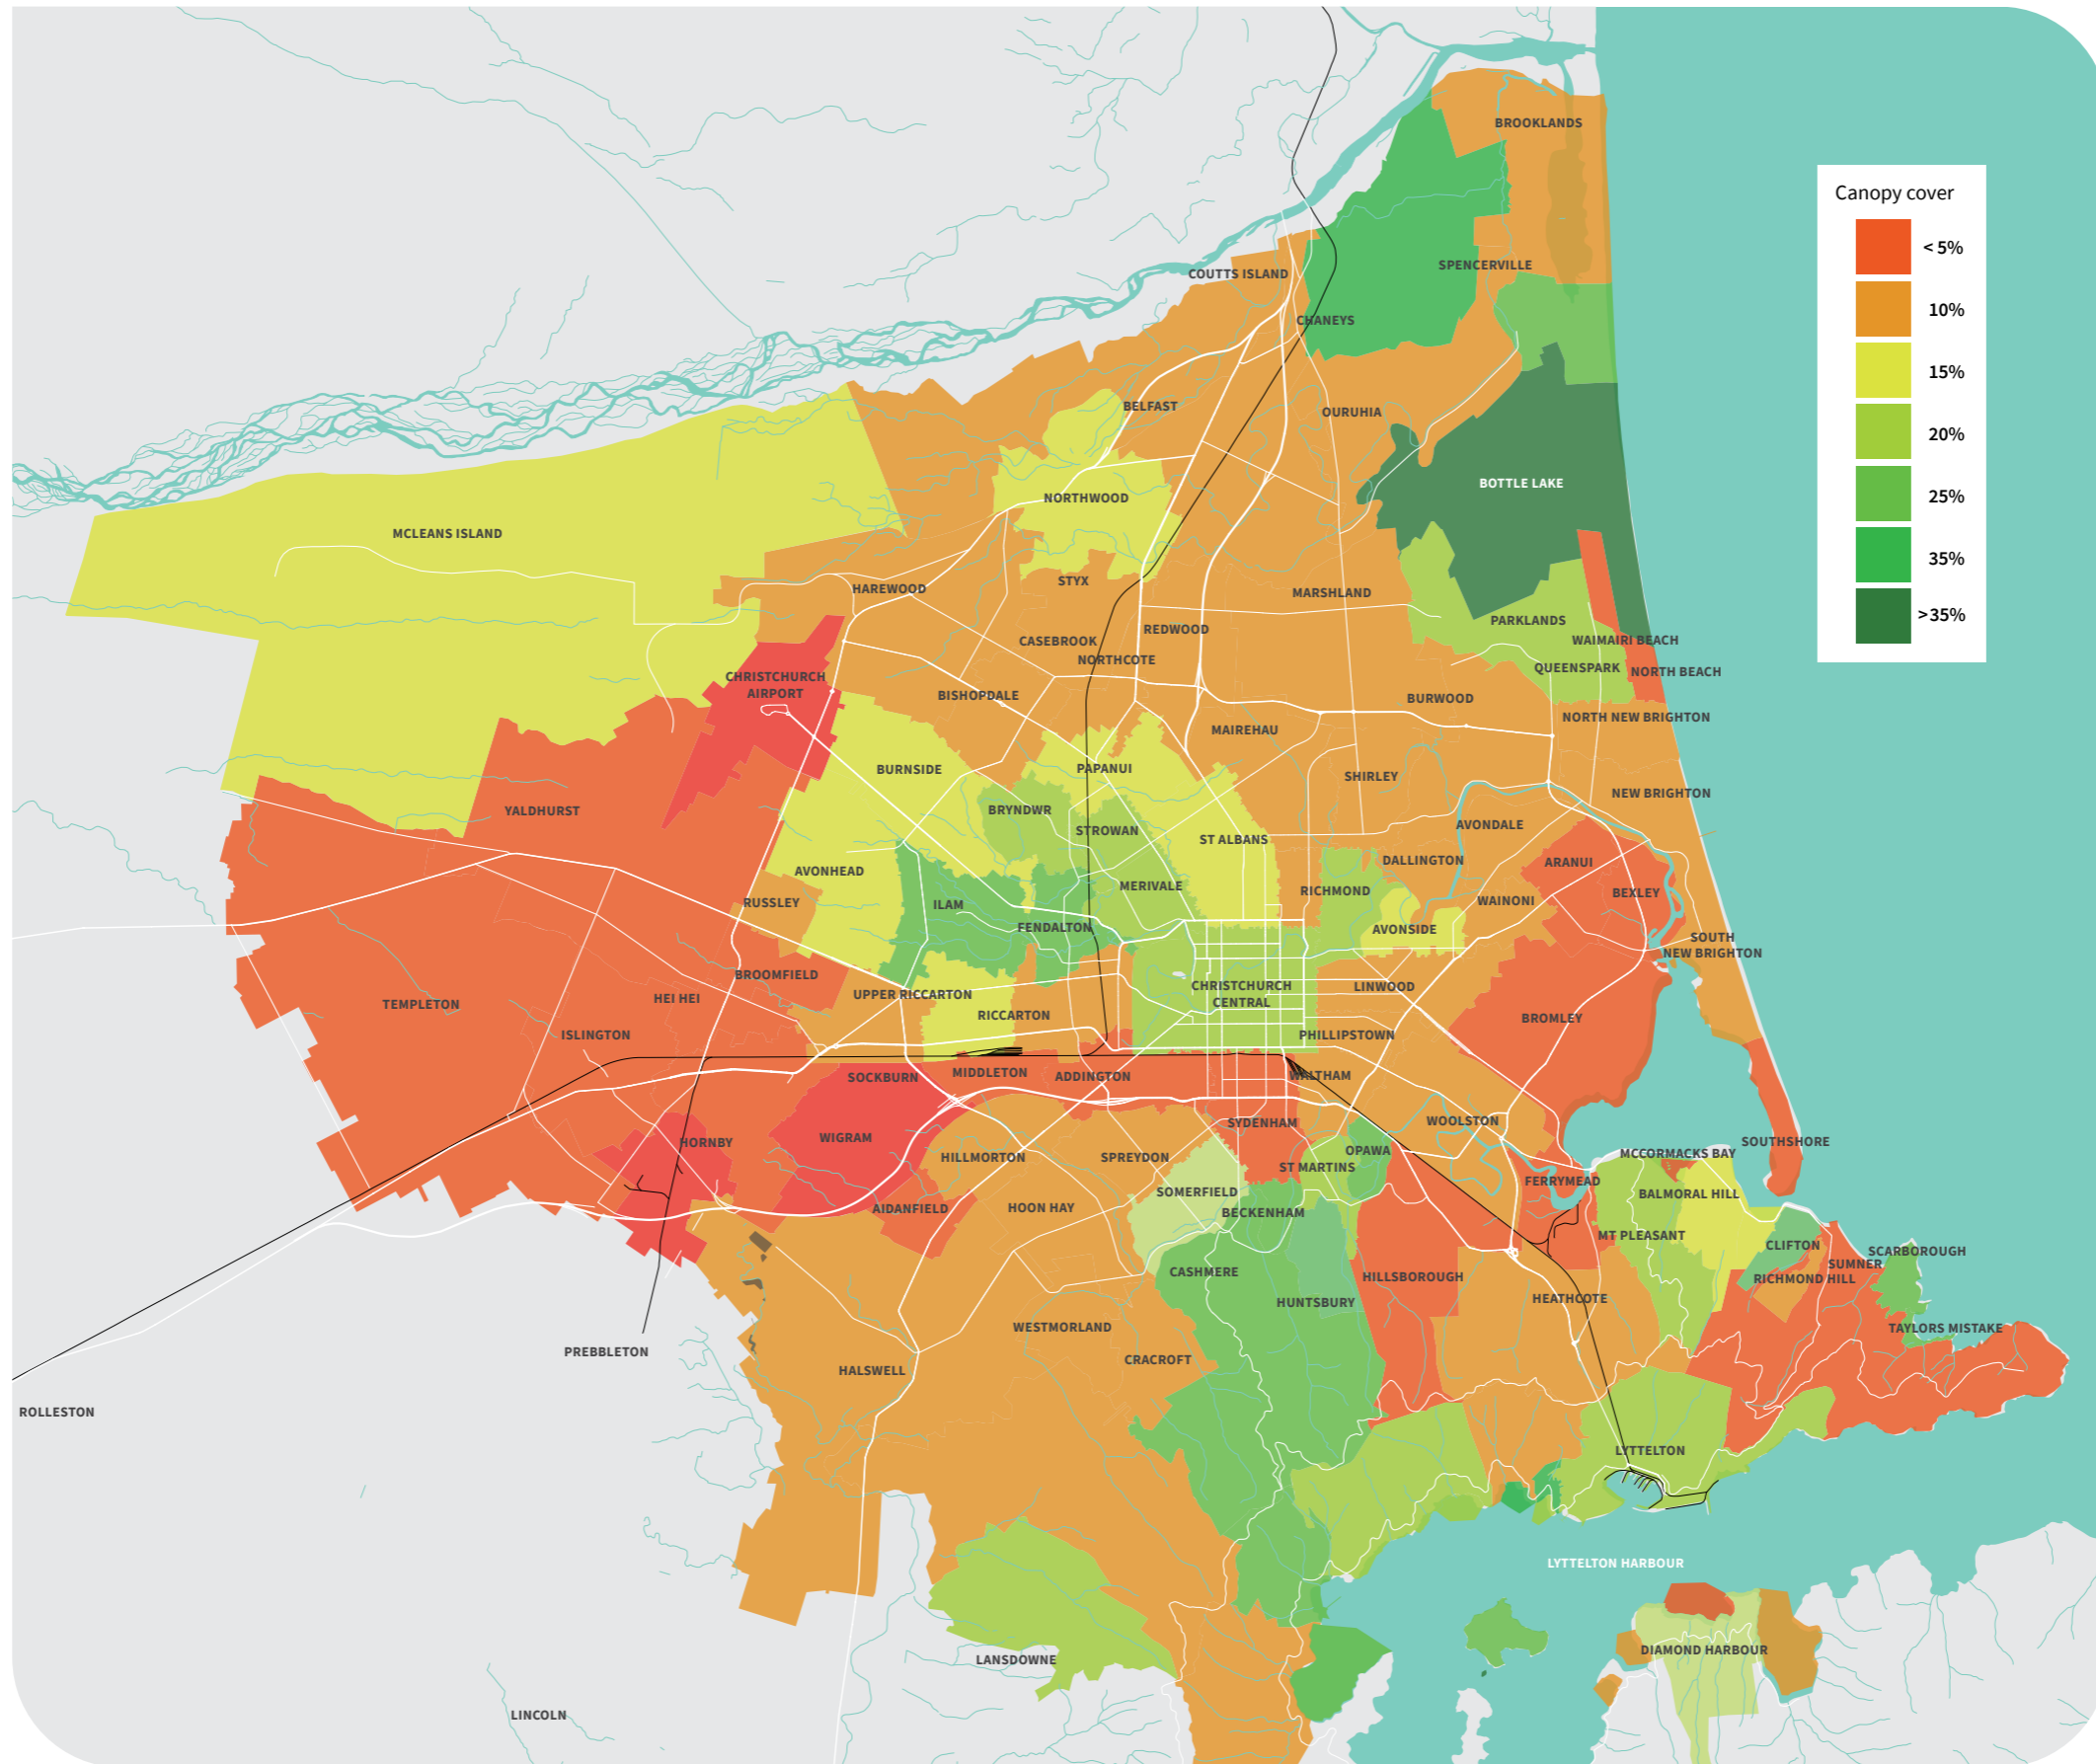 BROOKLANDS
Canopy cover
< 5%
10%
15%
20%
25%
35%
>35%
COUTTS ISLAND
SPENCERVILLE
CHANEYS
BELFAST
OURUHIA
BOTTLE LAKE
NORTHWOOD
MCLEANS ISLAND
STYX
HAREWOOD
MARSHLAND
PARKLANDS
REDWOOD
CASEBROOK
WAIMAIRI BEACH
NORTHCOTE
QUEENSPARK
NORTH BEACH
CHRISTCHURCH
AIRPORT
BISHOPDALE
BURWOOD
NORTH NEW BRIGHTON
MAIREHAU
BURNSIDE
PAPANUI
SHIRLEY
NEW BRIGHTON
YALDHURST
BRYNDWR
STROWAN
AVONDALE
ST ALBANS
DALLINGTON
ARANUI
AVONHEAD
MERIVALE
RICHMOND
BEXLEY
RUSSLEY
ILAM
WAINONI
FENDALTON
AVONSIDE
SOUTH
NEW BRIGHTON
BROOMFIELD
CHRISTCHURCH
CENTRAL
LINWOOD
UPPER RICCARTON
HEI HEI
TEMPLETON
RICCARTON
BROMLEY
ISLINGTON
PHILLIPSTOWN
MIDDLETON
SOCKBURN
ADDINGTON
WALTHAM
WOOLSTON
SYDENHAM
HORNBY
WIGRAM
SOUTHSHORE
OPAWA
MCCORMACKS BAY
HILLMORTON
SPREYDON
ST MARTINS
FERRYMEAD
SOMERFIELD
BALMORAL HILL
AIDANFIELD
HOON HAY
BECKENHAM
MT PLEASANT
CLIFTON
SCARBOROUGH
SUMNER
CASHMERE
HILLSBOROUGH
RICHMOND HILL
HUNTSBURY
HEATHCOTE
WESTMORLAND
TAYLORS MISTAKE
PREBBLETON
CRACROFT
HALSWELL
ROLLESTON
LYTTELTON
LYTTELTON HARBOUR
DIAMOND HARBOUR
LANSDOWNE
LINCOLN